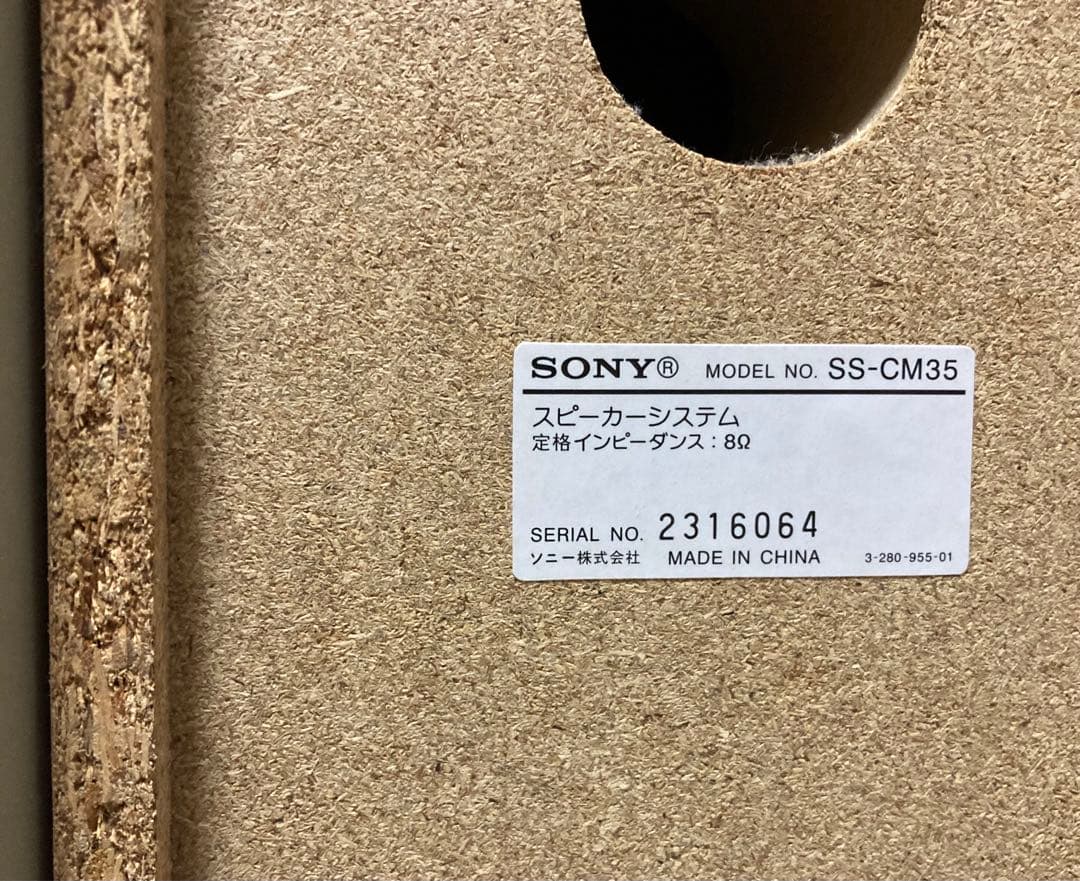 SONY® MODEL NO. SS-CM35
スピーカーシステム
定格インピーダンス：8Ω
SERIAL NO. 2316064
ソニー株式会社 MADE IN CHINA 3-280-955-01